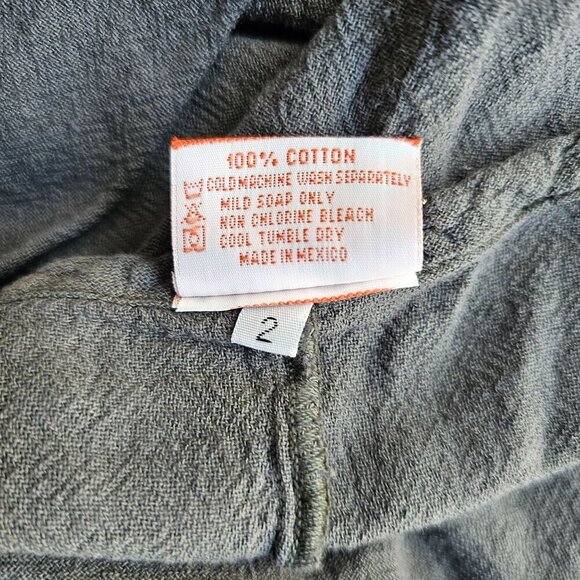 100% COTTON
COLD MACHINE WASH SEPARATELY
MILD SOAP ONLY
NON CHLORINE BLEACH
COOL TUMBLE DRY
MADE IN MEXICO
2